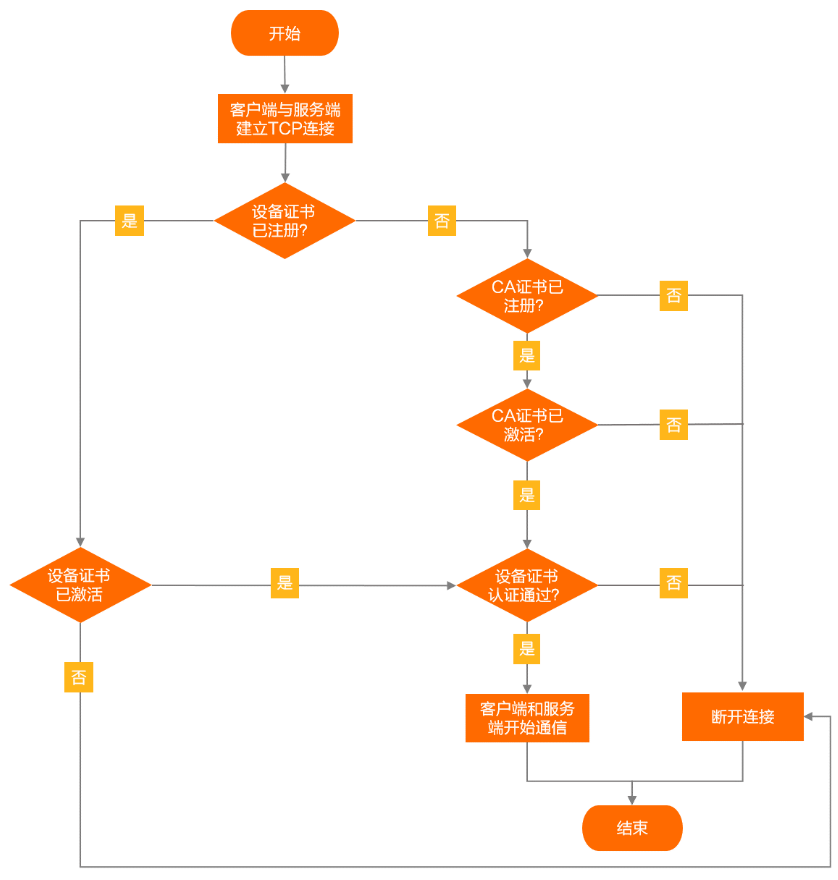 开始
客户端与服务端
建立TCP连接
设备证书
已注册?
是
否
CA证书已
注册?
否
是
CA证书已
激活?
否
是
设备证书
已激活
是
设备证书
认证通过?
否
是
否
客户端和服务
端开始通信
断开连接
结束